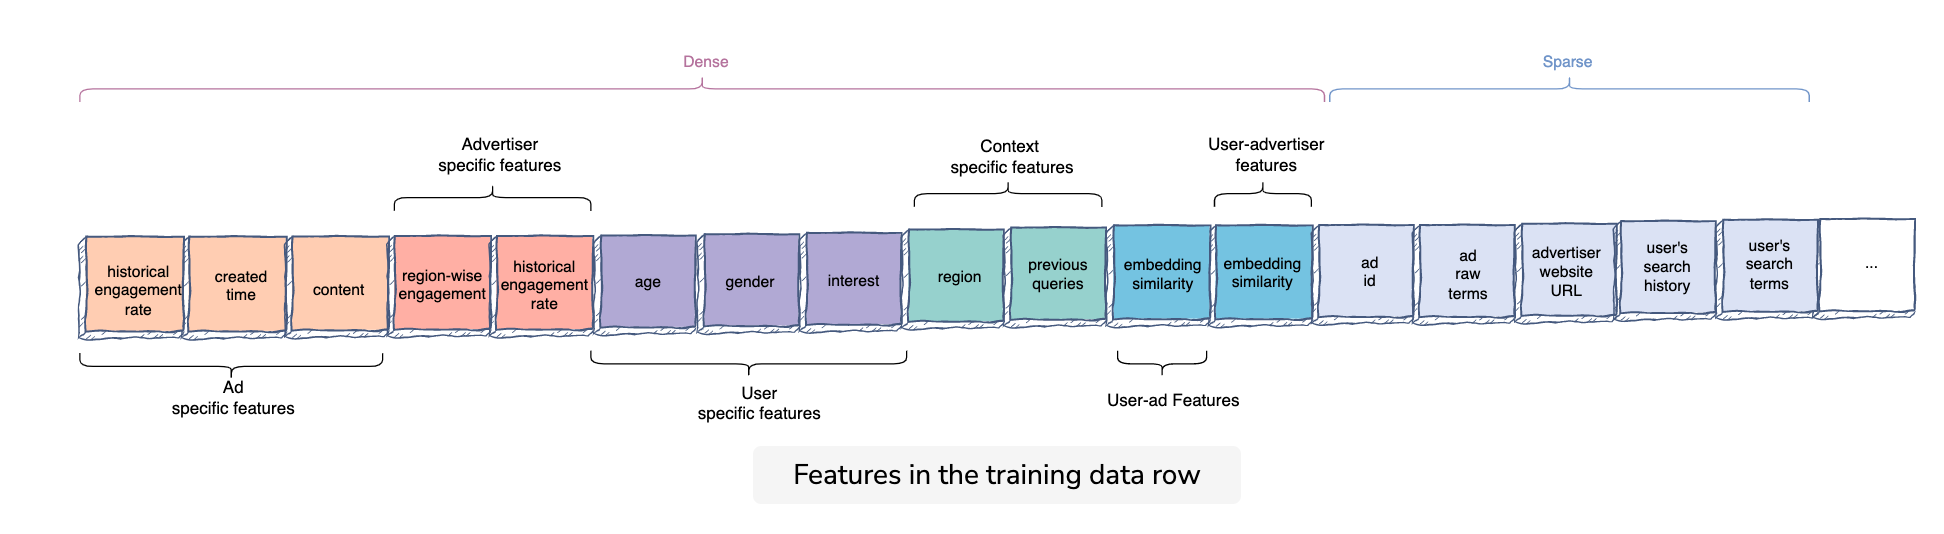 Dense
Sparse
Advertiser
specific features
Context
specific features
User-advertiser
features
historical
engagement
rate
created
time
content
region-wise
engagement
historical
engagement
rate
age
gender
interest
region
previous
queries
embedding
similarity
embedding
similarity
ad
id
ad
raw
terms
advertiser
website
URL
user's
search
history
user's
search
terms
...
Ad
specific features
User
specific features
User-ad Features
Features in the training data row